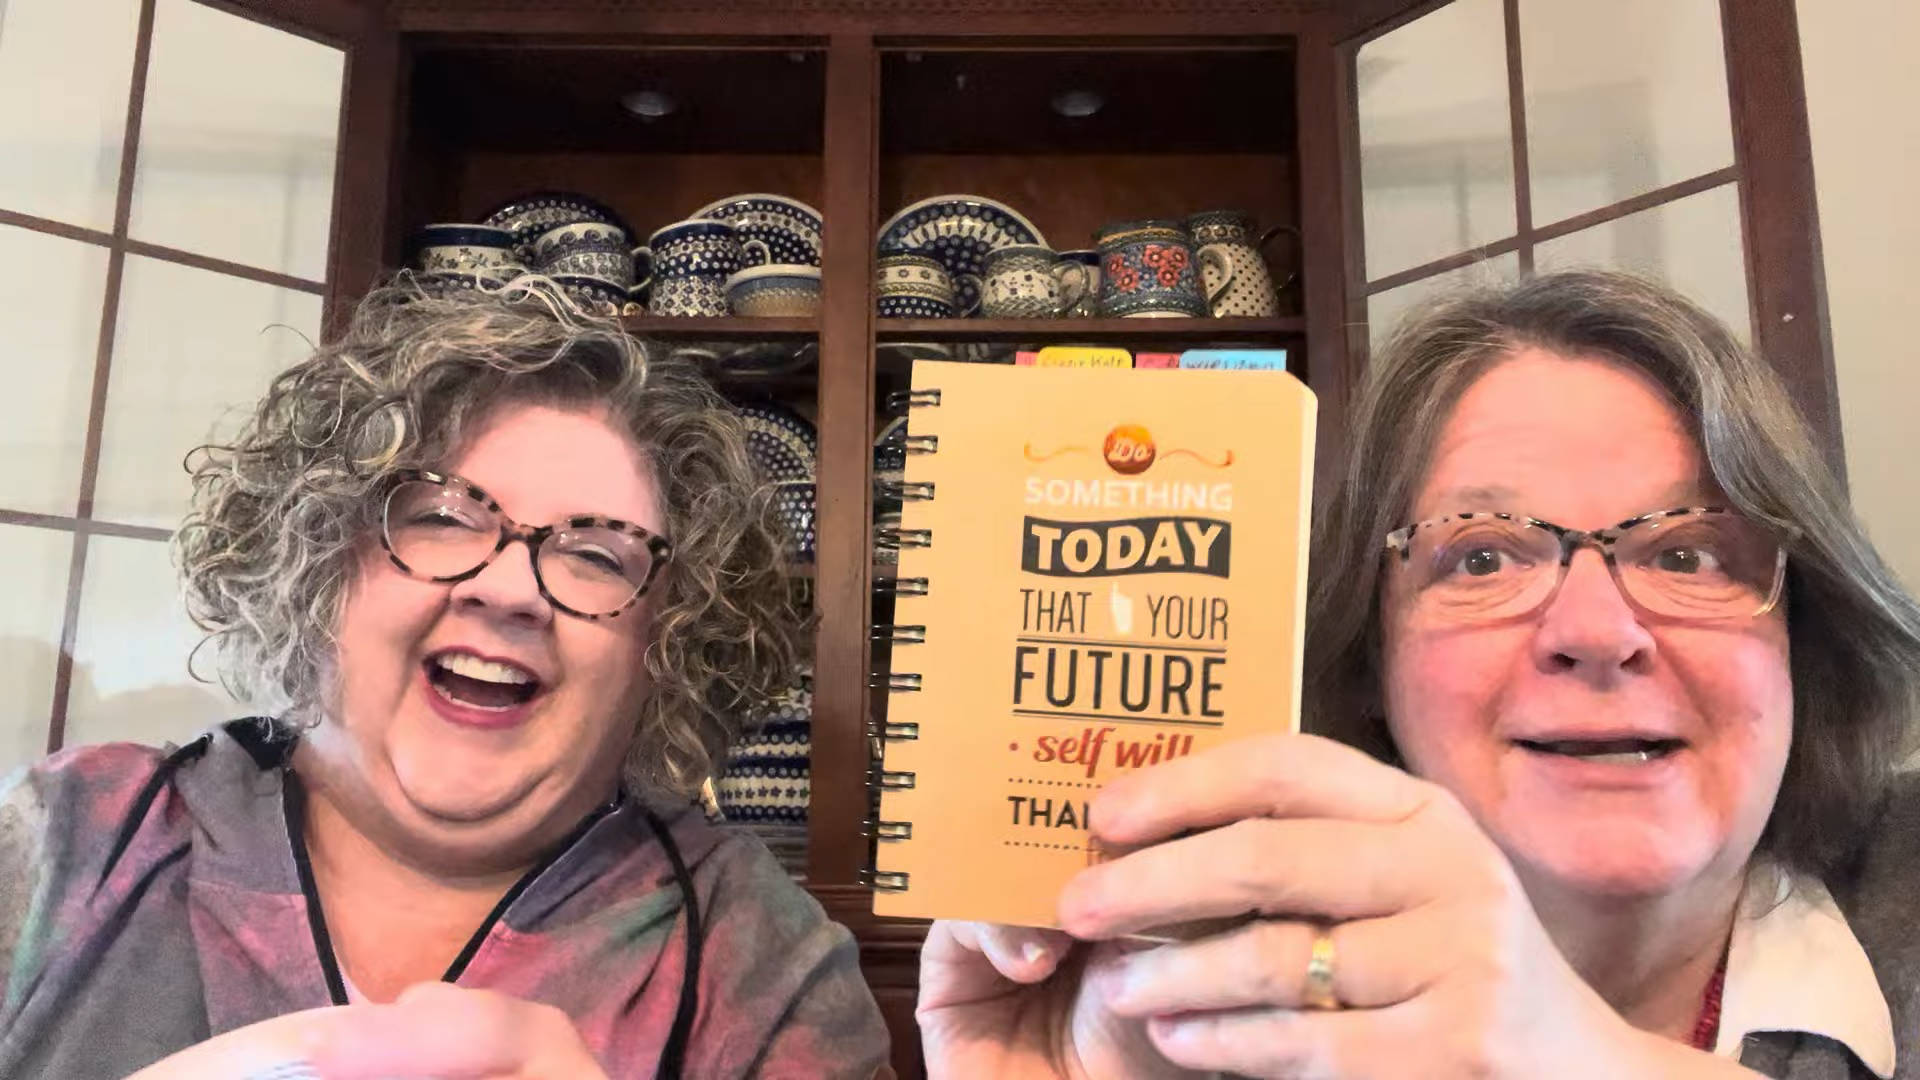 Do
SOMETHING
TODAY
THAT YOUR
FUTURE
self will